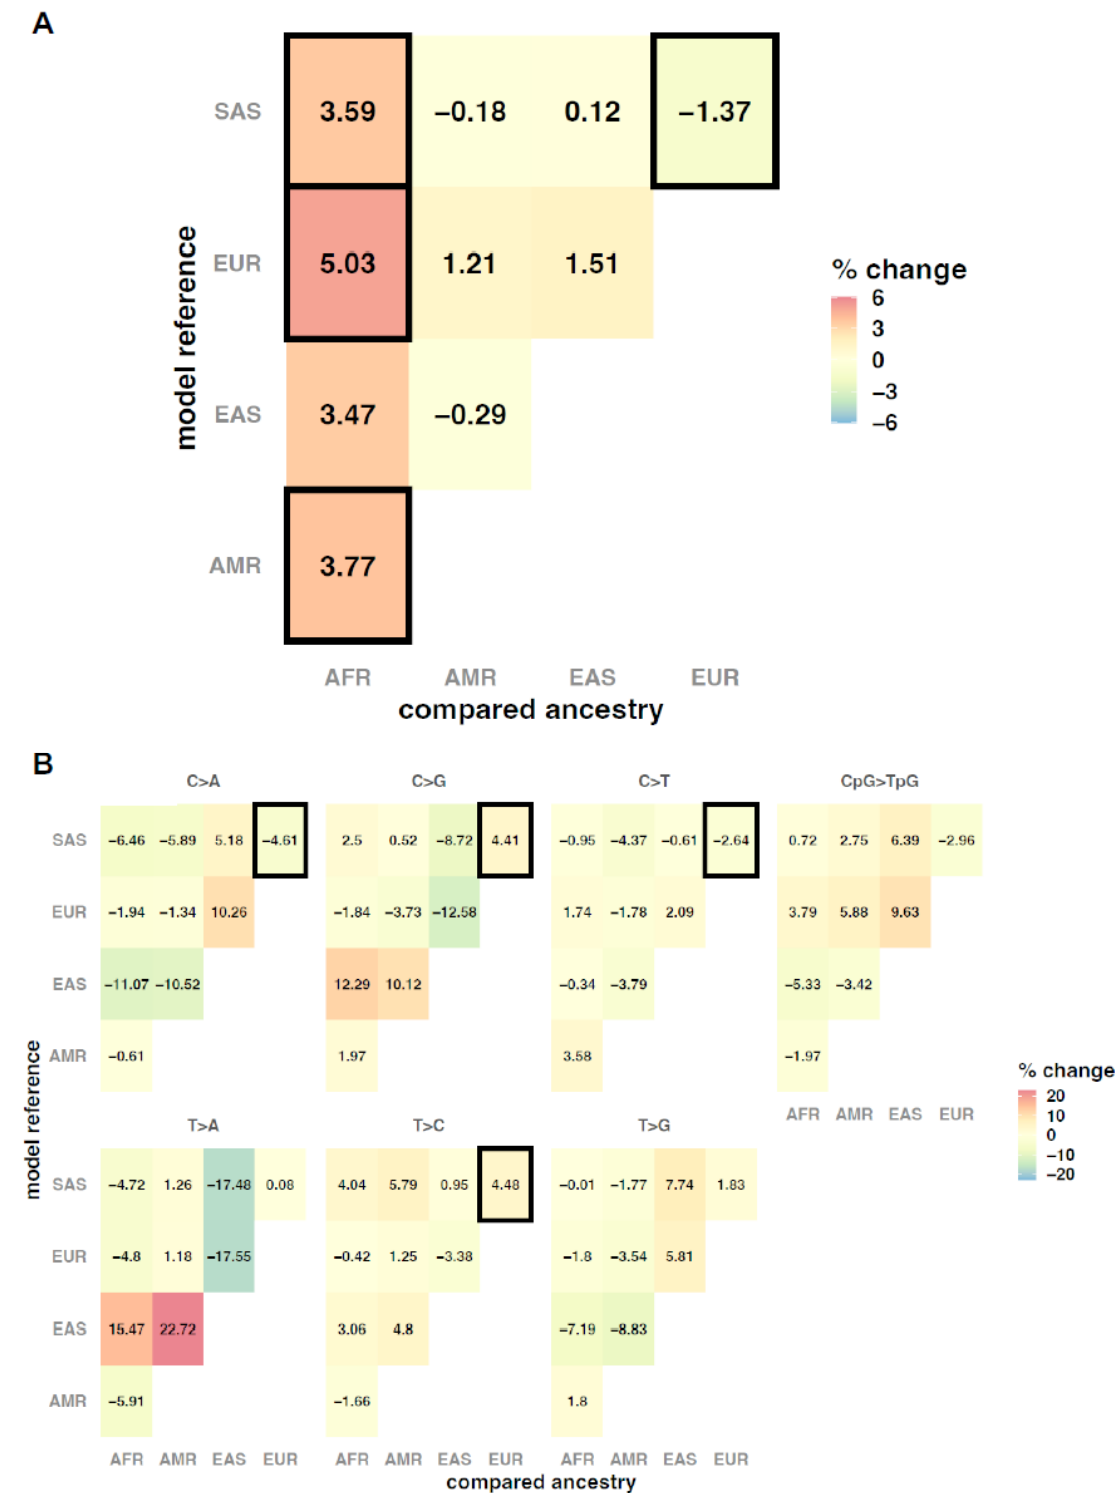 A
SAS 3.59 −0.18 0.12 −1.37
EUR 5.03 1.21 1.51
EAS 3.47 −0.29
AMR 3.77
AFR AMR EAS EUR
compared ancestry
model reference
% change
6
3
0
−3
−6
B
C>A C>G C>T CpG>TpG
SAS −6.46 −5.89 5.18 −4.61 2.5 0.52 −8.72 4.41 −0.95 −4.37 −0.61 −2.64 0.72 2.75 6.39 −2.96
EUR −1.94 −1.34 10.26 −1.84 −3.73 −12.58 1.74 −1.78 2.09 3.79 5.88 9.63
EAS −11.07 −10.52 12.29 10.12 −0.34 −3.79 −5.33 −3.42
AMR −0.61 1.97 3.58 −1.97
AFR AMR EAS EUR
T>A T>C T>G
SAS −4.72 1.26 −17.48 0.08 4.04 5.79 0.95 4.48 −0.01 −1.77 7.74 1.83
EUR −4.8 1.18 −17.55 −0.42 1.25 −3.38 −1.8 −3.54 5.81
EAS 15.47 22.72 3.06 4.8 −7.19 −8.83
AMR −5.91 −1.66 1.8
AFR AMR EAS EUR AFR AMR EAS EUR AFR AMR EAS EUR
compared ancestry
model reference
% change
20
10
0
−10
−20